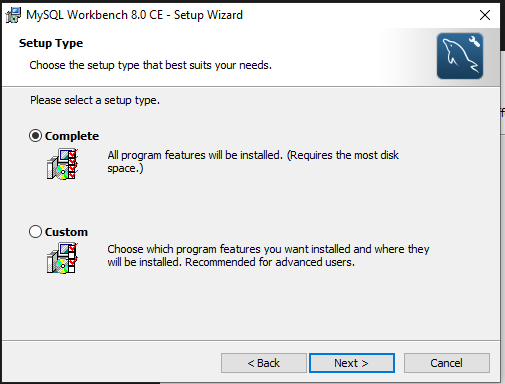 MySQL Workbench 8.0 CE - Setup Wizard
Setup Type
Choose the setup type that best suits your needs.
Please select a setup type.
Complete
All program features will be installed. (Requires the most disk
space.)
Custom
Choose which program features you want installed and where they
will be installed. Recommended for advanced users.
< Back
Next >
Cancel